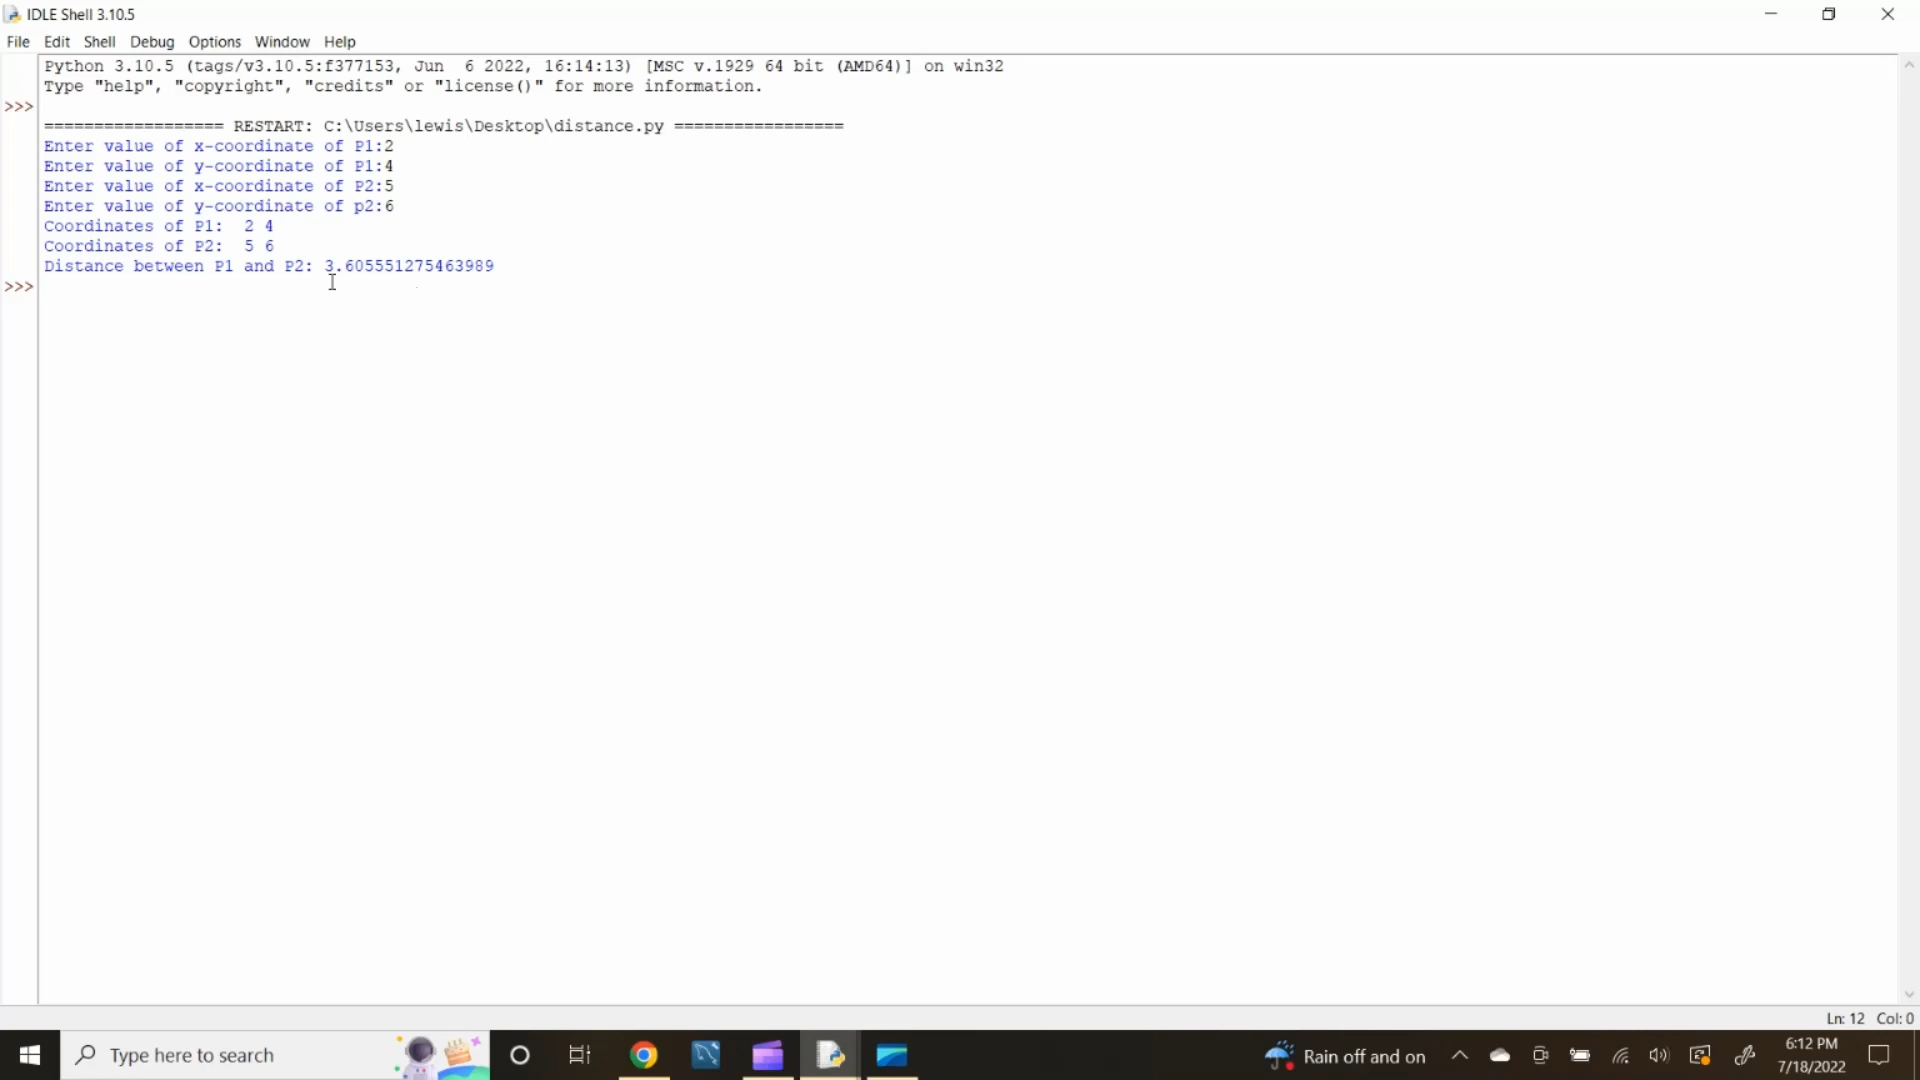 IDLE Shell 3.10.5
File Edit Shell Debug Options Window Help
Python 3.10.5 (tags/v3.10.5:f377153, Jun  6 2022, 16:14:13) [MSC v.1929 64 bit (AMD64)] on win32
Type "help", "copyright", "credits" or "license()" for more information.
>>>
================== RESTART: C:\Users\lewis\Desktop\distance.py =================
Enter value of x-coordinate of P1:2
Enter value of y-coordinate of P1:4
Enter value of x-coordinate of P2:5
Enter value of y-coordinate of p2:6
Coordinates of P1:  2 4
Coordinates of P2:  5 6
Distance between P1 and P2: 3.605551275463989
>>>
Ln: 12 Col: 0
Type here to search
Rain off and on
6:12 PM
7/18/2022